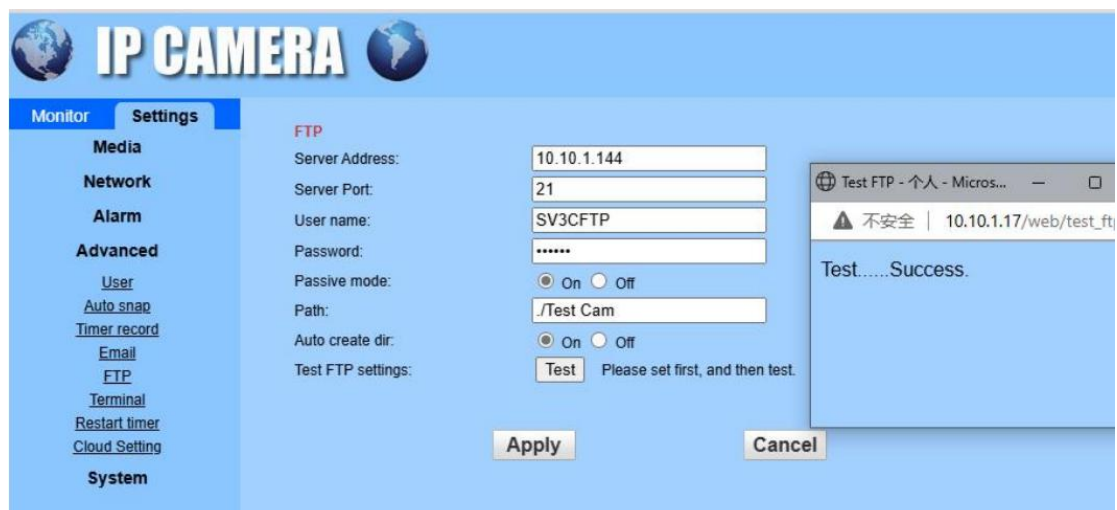 IP CAMERA
Monitor Settings
Media
Network
Alarm
Advanced
User
Auto snap
Timer record
Email
FTP
Terminal
Restart timer
Cloud Setting
System
FTP
Server Address: 10.10.1.144
Server Port: 21
User name: SV3CFTP
Password: ••••••
Passive mode: On Off
Path: ./Test Cam
Auto create dir: On Off
Test FTP settings: Test Please set first, and then test.
Apply Cancel
Test FTP - 个人 - Micros...
不安全 | 10.10.1.17/web/test_ft
Test......Success.